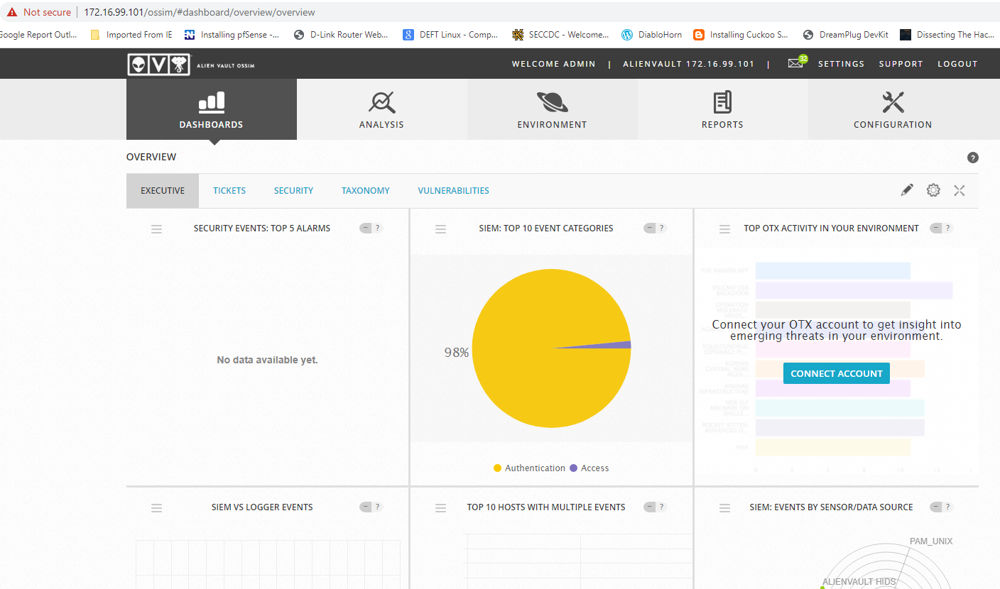 Not secure
172.16.99.101/ossim/#dashboard/overview/overview
Google Report Outl...
Imported From IE
Installing pfSense -...
D-Link Router Web...
DEFT Linux - Comp...
SECCDC - Welcome...
DiabloHorn
Installing Cuckoo S...
DreamPlug DevKit
Dissecting The Hac...
V
ALIEN VAULT OSSIM
WELCOME ADMIN | ALIENVAULT 172.16.99.101 |
32
SETTINGS
SUPPORT
LOGOUT
DASHBOARDS
ANALYSIS
ENVIRONMENT
REPORTS
CONFIGURATION
OVERVIEW
?
EXECUTIVE
TICKETS
SECURITY
TAXONOMY
VULNERABILITIES
SECURITY EVENTS: TOP 5 ALARMS
− ?
No data available yet.
SIEM: TOP 10 EVENT CATEGORIES
− ?
98%
Authentication
Access
TOP OTX ACTIVITY IN YOUR ENVIRONMENT
− ?
Connect your OTX account to get insight into
emerging threats in your environment.
CONNECT ACCOUNT
SIEM VS LOGGER EVENTS
− ?
TOP 10 HOSTS WITH MULTIPLE EVENTS
− ?
SIEM: EVENTS BY SENSOR/DATA SOURCE
− ?
PAM_UNIX
ALIENVAULT HIDS